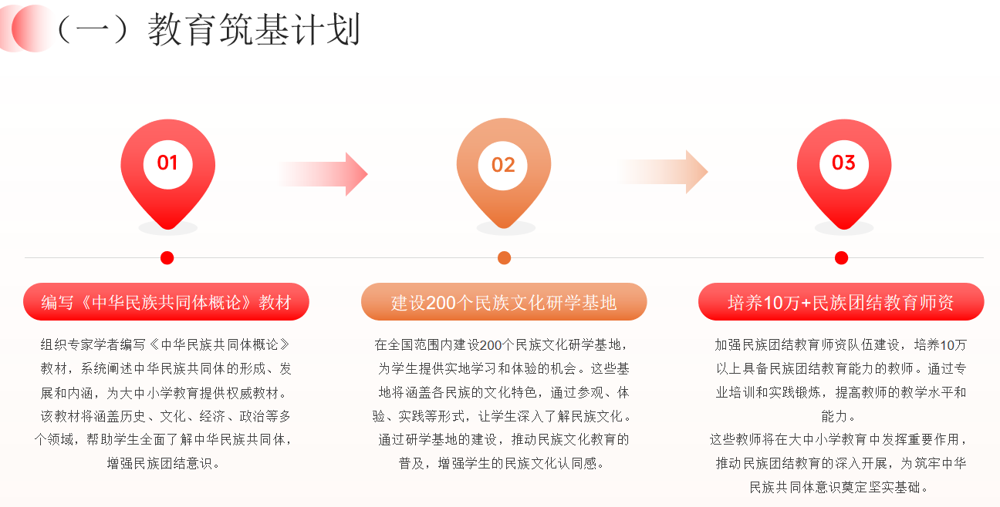 （一）教育筑基计划
01
02
03
编写《中华民族共同体概论》教材
组织专家学者编写《中华民族共同体概论》
教材，系统阐述中华民族共同体的形成、发
展和内涵，为大中小学教育提供权威教材。
该教材将涵盖历史、文化、经济、政治等多
个领域，帮助学生全面了解中华民族共同体，
增强民族团结意识。
建设200个民族文化研学基地
在全国范围内建设200个民族文化研学基地，
为学生提供实地学习和体验的机会。这些基
地将涵盖各民族的文化特色，通过参观、体
验、实践等形式，让学生深入了解民族文化。
通过研学基地的建设，推动民族文化教育的
普及，增强学生的民族文化认同感。
培养10万+民族团结教育师资
加强民族团结教育师资队伍建设，培养10万
以上具备民族团结教育能力的教师。通过专
业培训和实践锻炼，提高教师的教学水平和
能力。
这些教师将在大中小学教育中发挥重要作用，
推动民族团结教育的深入开展，为筑牢中华
民族共同体意识奠定坚实基础。